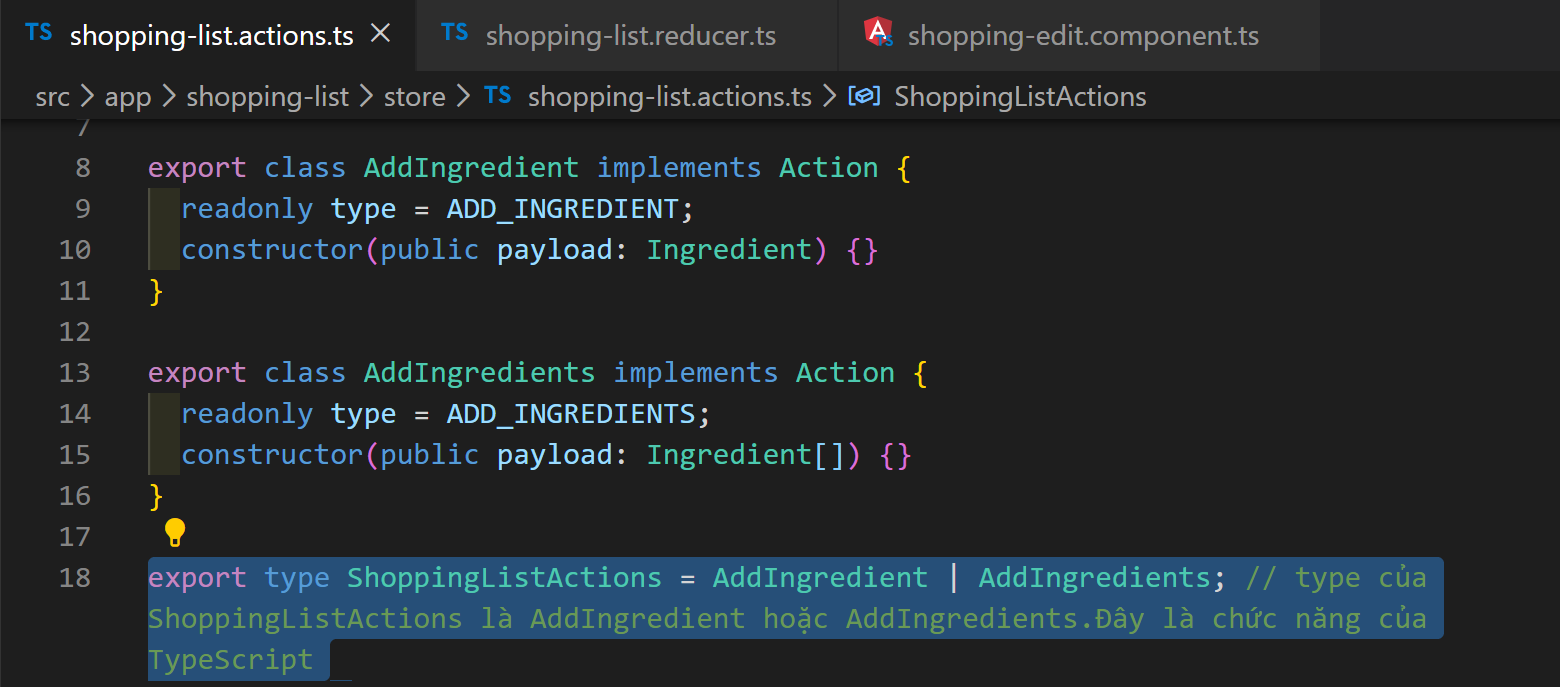 TS shopping-list.actions.ts × TS shopping-list.reducer.ts shopping-edit.component.ts
src > app > shopping-list > store > TS shopping-list.actions.ts > ShoppingListActions
7
8 export class AddIngredient implements Action {
9 readonly type = ADD_INGREDIENT;
10 constructor(public payload: Ingredient) {}
11 }
12
13 export class AddIngredients implements Action {
14 readonly type = ADD_INGREDIENTS;
15 constructor(public payload: Ingredient[]) {}
16 }
17
18 export type ShoppingListActions = AddIngredient | AddIngredients; // type của
ShoppingListActions là AddIngredient hoặc AddIngredients.Đây là chức năng của
TypeScript